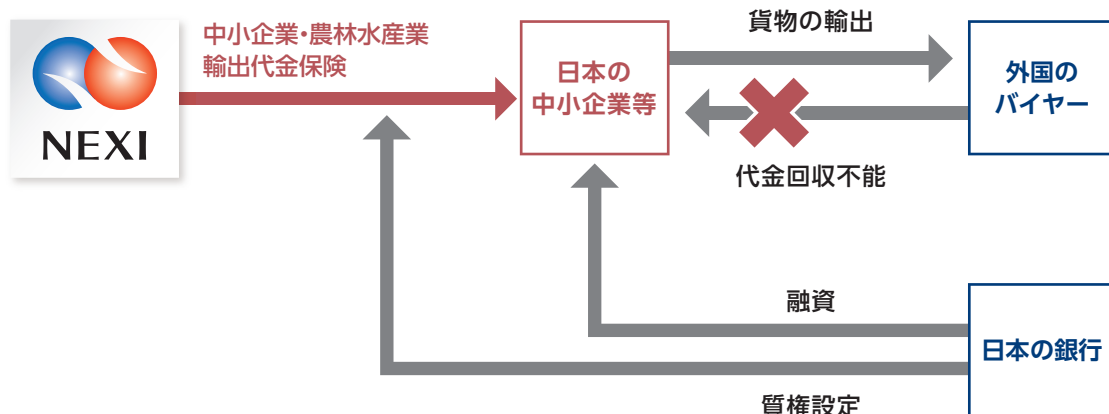 中小企業・農林水産業
輸出代金保険
NEXI
日本の
中小企業等
貨物の輸出
外国の
バイヤー
代金回収不能
融資
日本の銀行
質権設定